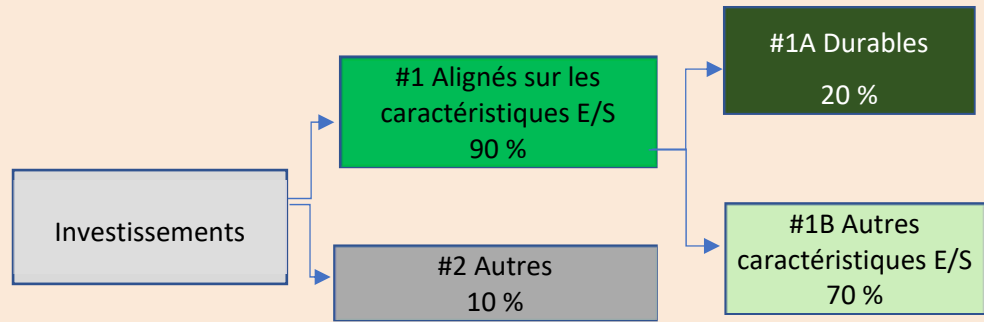 Investissements
#1 Alignés sur les
caractéristiques E/S
90 %
#2 Autres
10 %
#1A Durables
20 %
#1B Autres
caractéristiques E/S
70 %